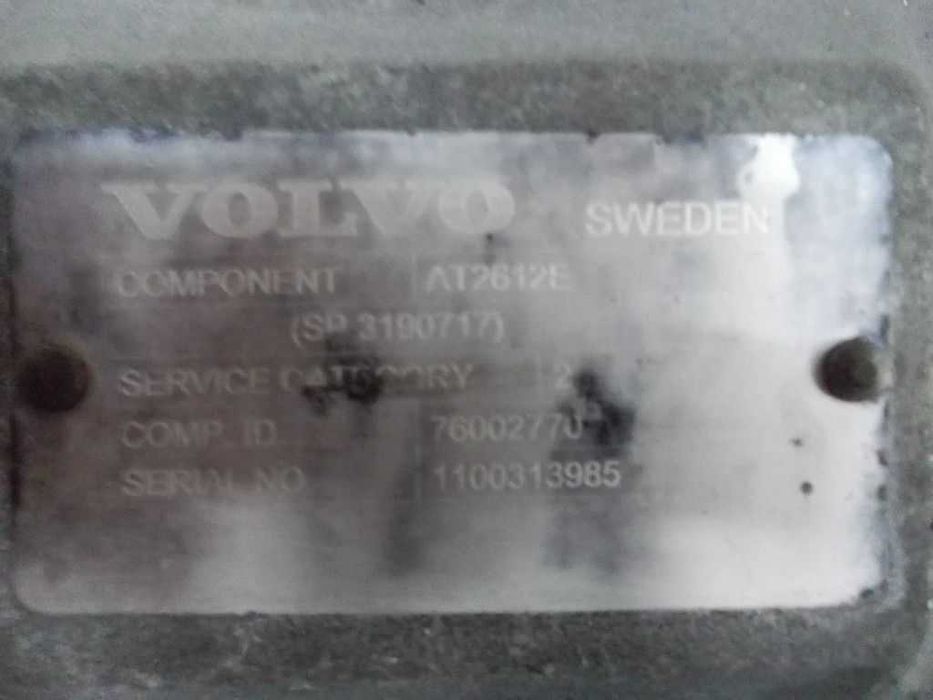 VOLVO SWEDEN
COMPONENT AT2612E
(SP 3190717)
SERVICE CATEGORY 2
COMP. ID 76002770
SERIAL NO 1100313985